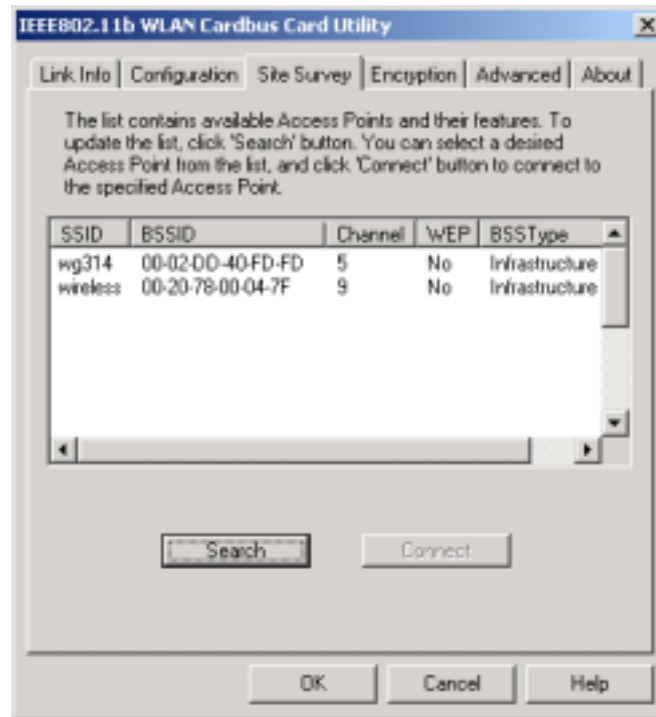 IEEE802.11b WLAN Cardbus Card Utility
Link Info Configuration Site Survey Encryption Advanced About
The list contains available Access Points and their features. To
update the list, click 'Search' button. You can select a desired
Access Point from the list, and click 'Connect' button to connect to
the specified Access Point.
SSID BSSID Channel WEP BSSType
wg314 00-02-DD-40-FD-FD 5 No Infrastructure
wireless 00-20-78-00-04-7F 9 No Infrastructure
Search Connect
OK Cancel Help